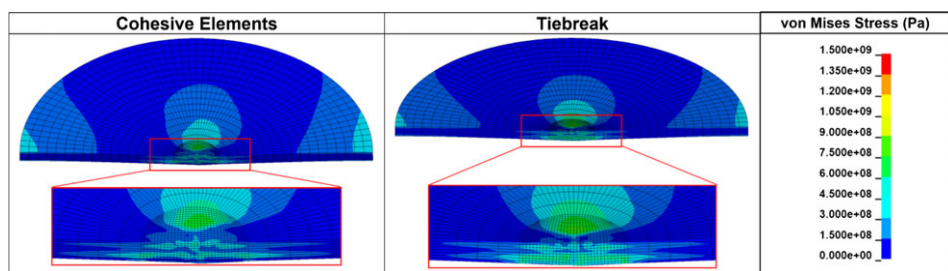 Cohesive Elements
Tiebreak
von Mises Stress (Pa)
1.500e+09
1.350e+09
1.200e+09
1.050e+09
9.000e+08
7.500e+08
6.000e+08
4.500e+08
3.000e+08
1.500e+08
0.000e+00